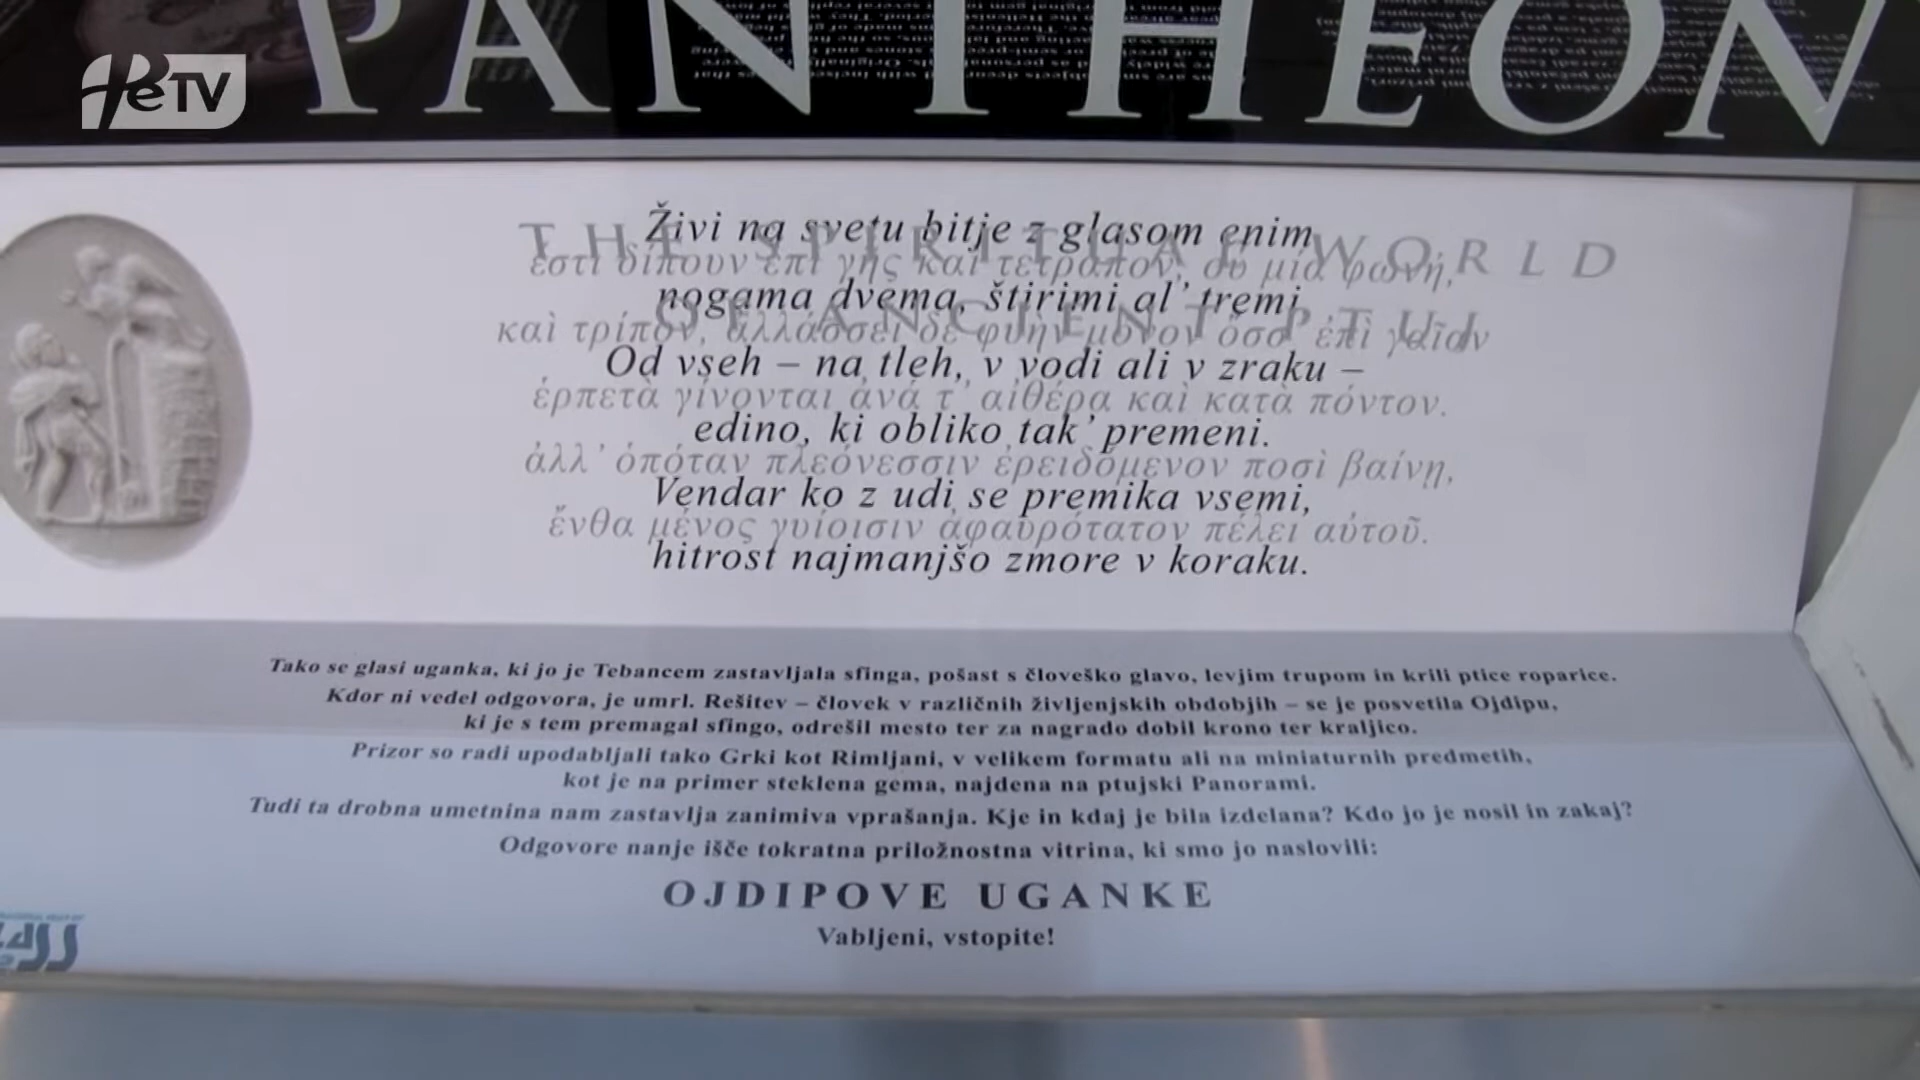 PANTHEON
HeTV
THE SPIRITUAL WORLD
Živi na svetu bitje z glasom enim,
ἔστι δίπουν ἐπὶ γῆς καὶ τέτραπον, οὗ μία φωνή,
nogama dvema, štirimi al’ tremi.
OF ANCIENT PTUJ
καὶ τρίπον, ἀλλάσσει δὲ φυὴν μόνον ὅσσ’ ἐπὶ γαῖαν
Od vseh – na tleh, v vodi ali v zraku –
ἑρπετὰ γίνονται ἀνά τ’ αἰθέρα καὶ κατὰ πόντον.
edino, ki obliko tak’ premeni.
ἀλλ’ ὁπόταν πλεόνεσσιν ἐρειδόμενον ποσὶ βαίνῃ,
Vendar ko z udi se premika vsemi,
ἔνθα μένος γυίοισιν ἀφαυρότατον πέλει αὐτοῦ.
hitrost najmanjšo zmore v koraku.
Tako se glasi uganka, ki jo je Tebancem zastavljala sfinga, pošast s človeško glavo, levjim trupom in krili ptice roparice.
Kdor ni vedel odgovora, je umrl. Rešitev – človek v različnih življenjskih obdobjih – se je posvetila Ojdipu,
ki je s tem premagal sfingo, odrešil mesto ter za nagrado dobil krono ter kraljico.
Prizor so radi upodabljali tako Grki kot Rimljani, v velikem formatu ali na miniaturnih predmetih,
kot je na primer steklena gema, najdena na ptujski Panorami.
Tudi ta drobna umetnina nam zastavlja zanimiva vprašanja. Kje in kdaj je bila izdelana? Kdo jo je nosil in zakaj?
Odgovore nanje išče tokratna priložnostna vitrina, ki smo jo naslovili:
OJDIPOVE UGANKE
Vabljeni, vstopite!